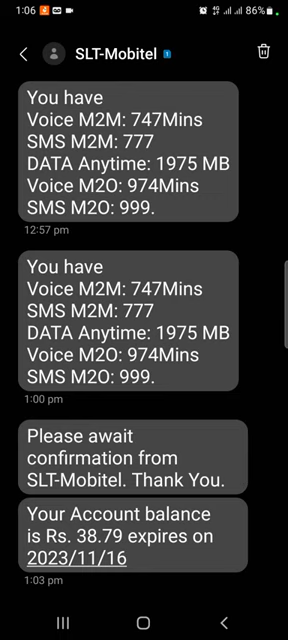 1:06 86%
SLT-Mobitel 1
You have
Voice M2M: 747Mins
SMS M2M: 777
DATA Anytime: 1975 MB
Voice M2O: 974Mins
SMS M2O: 999.
12:57 pm
You have
Voice M2M: 747Mins
SMS M2M: 777
DATA Anytime: 1975 MB
Voice M2O: 974Mins
SMS M2O: 999.
1:00 pm
Please await
confirmation from
SLT-Mobitel. Thank You.
Your Account balance
is Rs. 38.79 expires on
2023/11/16
1:03 pm